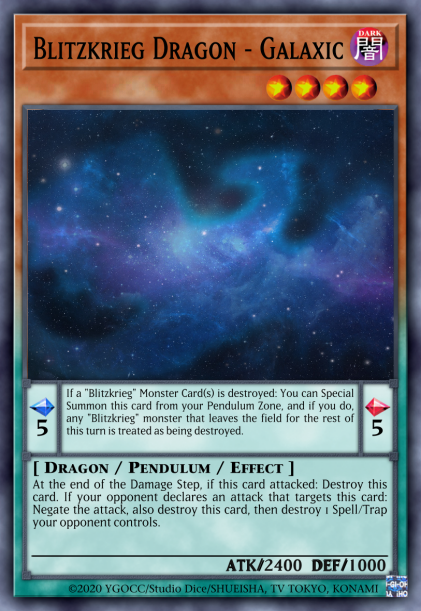 Blitzkrieg Dragon - Galaxic
DARK
闇
If a "Blitzkrieg" Monster Card(s) is destroyed: You can Special
Summon this card from your Pendulum Zone, and if you do,
any "Blitzkrieg" monster that leaves the field for the rest of
this turn is treated as being destroyed.
5
5
[ Dragon / Pendulum / Effect ]
At the end of the Damage Step, if this card attacked: Destroy this
card. If your opponent declares an attack that targets this card:
Negate the attack, also destroy this card, then destroy 1 Spell/Trap
your opponent controls.
ATK/2400 DEF/1000
©2020 YGOCC/Studio Dice/SHUEISHA, TV TOKYO, KONAMI